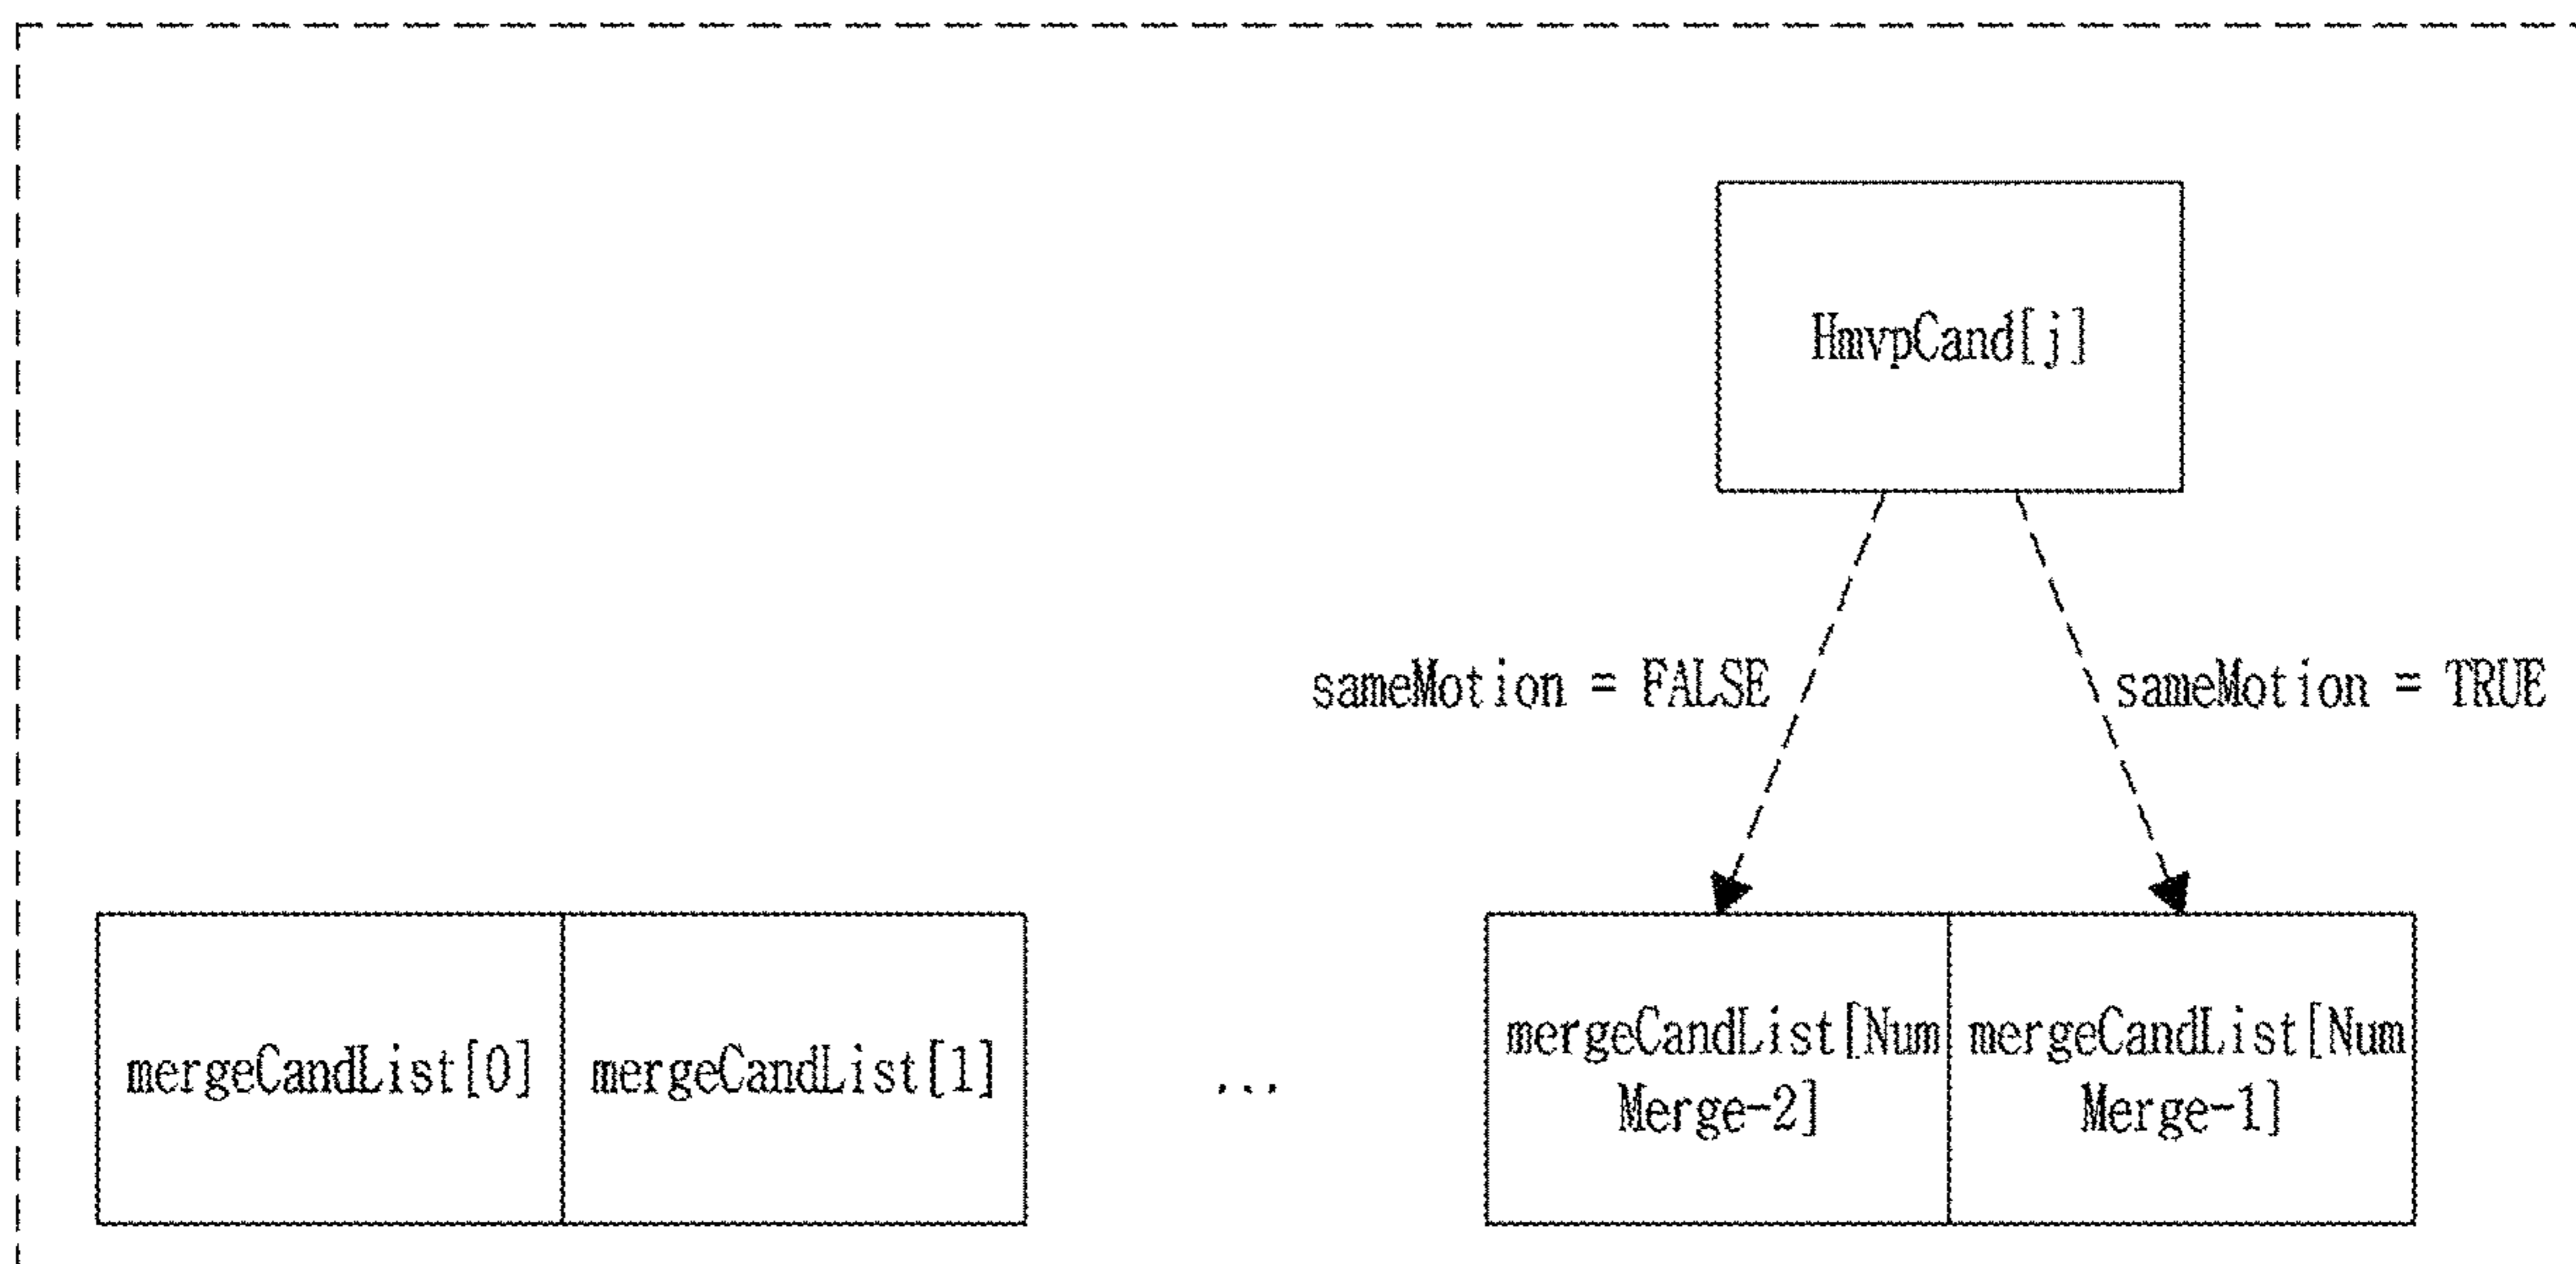 HmvpCand[j]
sameMotion = FALSE
sameMotion = TRUE
mergeCandList[0]
mergeCandList[1]
...
mergeCandList[Num
Merge-2]
mergeCandList[Num
Merge-1]